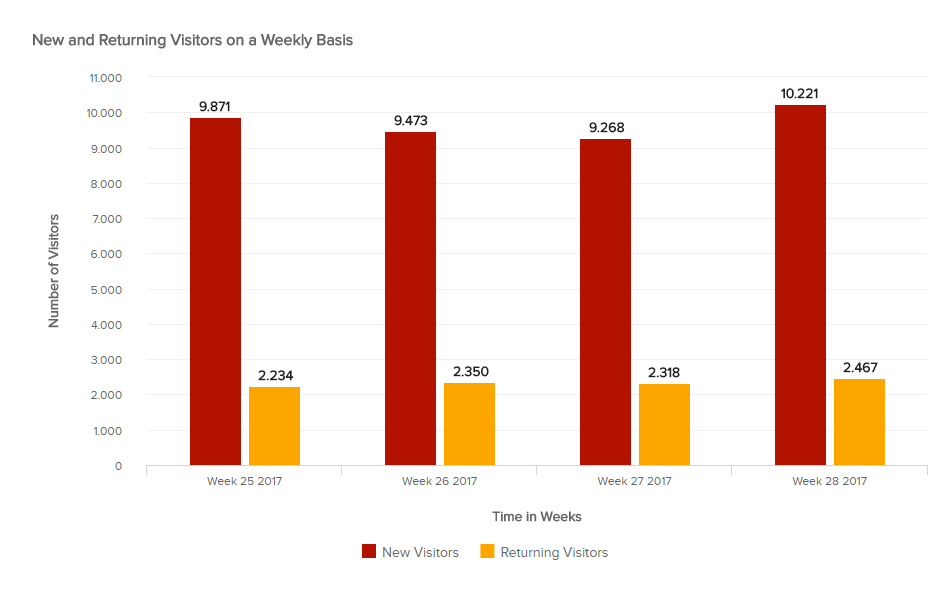 New and Returning Visitors on a Weekly Basis
11.000
10.000
9.000
8.000
7.000
6.000
5.000
4.000
3.000
2.000
1.000
0
Number of Visitors
9.871
2.234
9.473
2.350
9.268
2.318
10.221
2.467
Week 25 2017
Week 26 2017
Week 27 2017
Week 28 2017
Time in Weeks
New Visitors
Returning Visitors